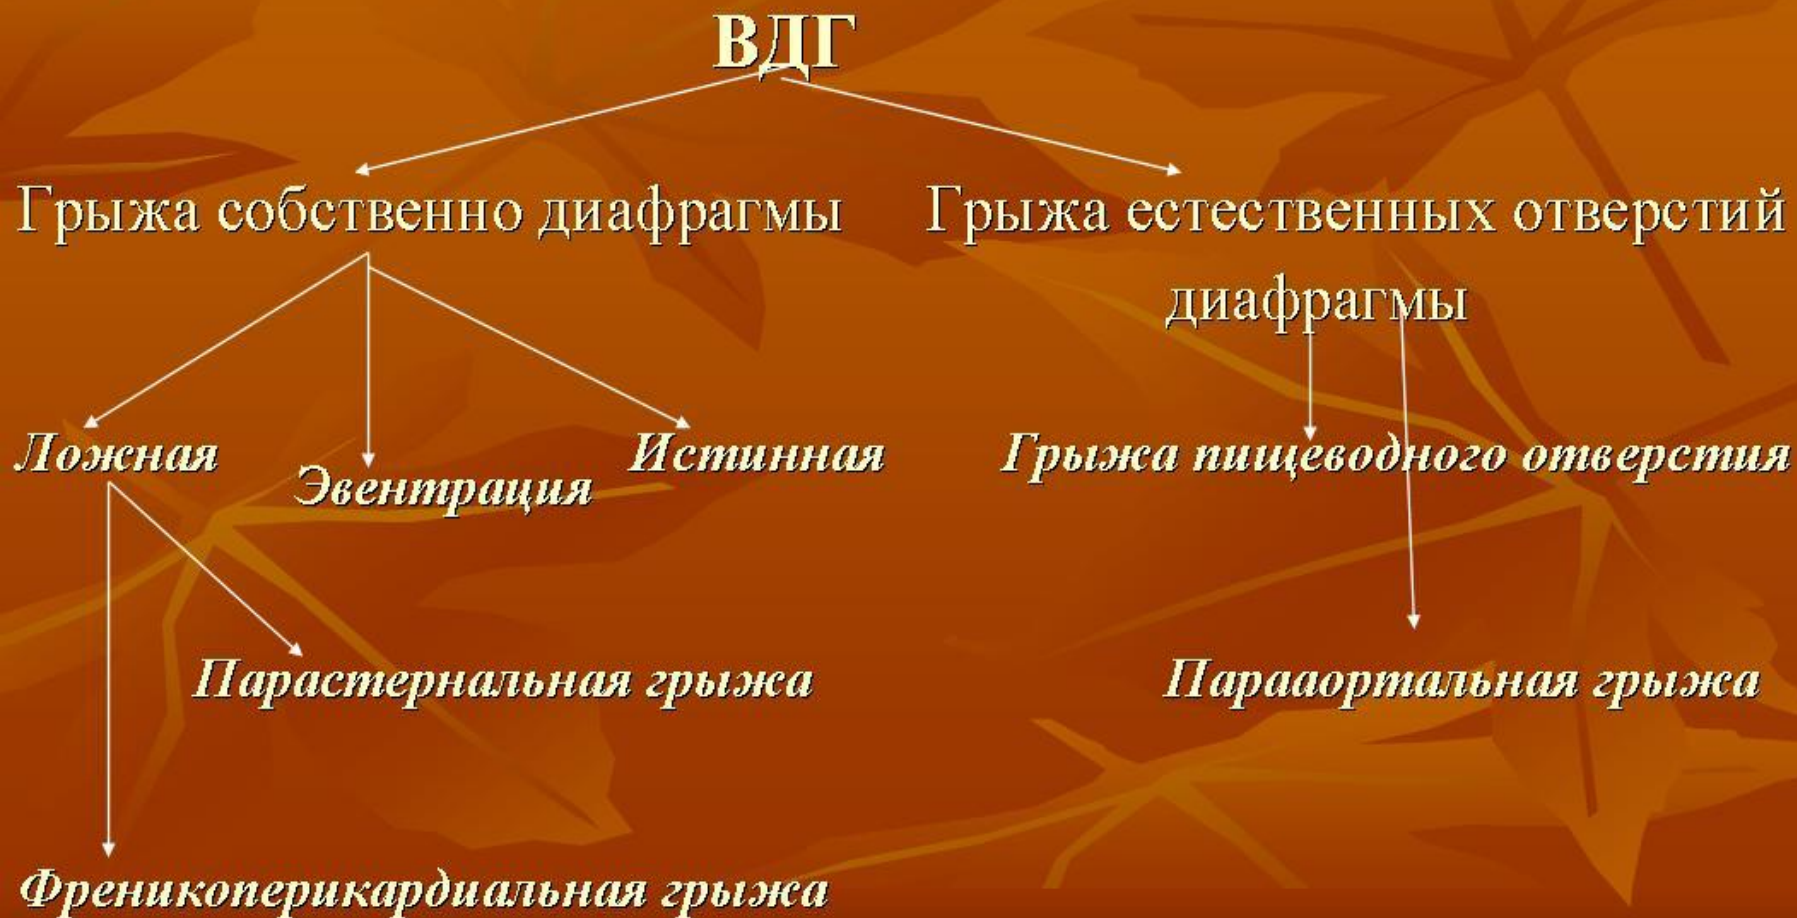 ВДГ
Грыжа собственно диафрагмы
Грыжа естественных отверстий
диафрагмы
Ложная
Эвентрация
Истинная
Грыжа пищеводного отверстия
Парастернальная грыжа
Парааортальная грыжа
Френикоперикардиальная грыжа